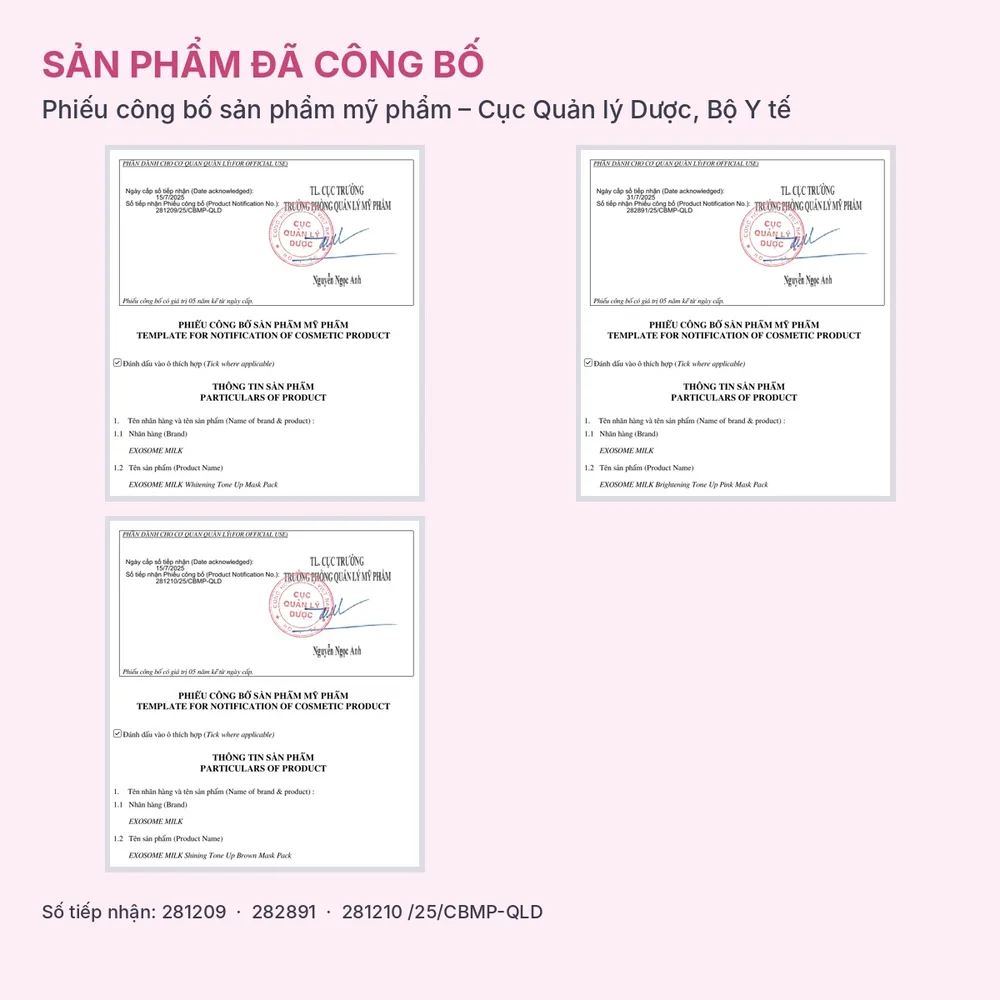 SẢN PHẨM ĐÃ CÔNG BỐ
Phiếu công bố sản phẩm mỹ phẩm – Cục Quản lý Dược, Bộ Y tế
PHẦN DÀNH CHO CƠ QUAN QUẢN LÝ(FOR OFFICIAL USE)
Ngày cấp số tiếp nhận (Date acknowledged):
15/7/2025
Số tiếp nhận Phiếu công bố (Product Notification No.):
281209/25/CBMP-QLD
TL. CỤC TRƯỞNG
TRƯỞNG PHÒNG QUẢN LÝ MỸ PHẨM
CỤC
QUẢN LÝ
DƯỢC
Nguyễn Ngọc Anh
Phiếu công bố có giá trị 05 năm kể từ ngày cấp.
PHIẾU CÔNG BỐ SẢN PHẨM MỸ PHẨM
TEMPLATE FOR NOTIFICATION OF COSMETIC PRODUCT
Đánh dấu vào ô thích hợp (Tick where applicable)
THÔNG TIN SẢN PHẨM
PARTICULARS OF PRODUCT
1. Tên nhãn hàng và tên sản phẩm (Name of brand & product) :
1.1 Nhãn hàng (Brand)
EXOSOME MILK
1.2 Tên sản phẩm (Product Name)
EXOSOME MILK Whitening Tone Up Mask Pack
PHẦN DÀNH CHO CƠ QUAN QUẢN LÝ(FOR OFFICIAL USE)
Ngày cấp số tiếp nhận (Date acknowledged):
31/7/2025
Số tiếp nhận Phiếu công bố (Product Notification No.):
282891/25/CBMP-QLD
TL. CỤC TRƯỞNG
TRƯỞNG PHÒNG QUẢN LÝ MỸ PHẨM
CỤC
QUẢN LÝ
DƯỢC
Nguyễn Ngọc Anh
Phiếu công bố có giá trị 05 năm kể từ ngày cấp.
PHIẾU CÔNG BỐ SẢN PHẨM MỸ PHẨM
TEMPLATE FOR NOTIFICATION OF COSMETIC PRODUCT
Đánh dấu vào ô thích hợp (Tick where applicable)
THÔNG TIN SẢN PHẨM
PARTICULARS OF PRODUCT
1. Tên nhãn hàng và tên sản phẩm (Name of brand & product) :
1.1 Nhãn hàng (Brand)
EXOSOME MILK
1.2 Tên sản phẩm (Product Name)
EXOSOME MILK Brightening Tone Up Pink Mask Pack
PHẦN DÀNH CHO CƠ QUAN QUẢN LÝ(FOR OFFICIAL USE)
Ngày cấp số tiếp nhận (Date acknowledged):
15/7/2025
Số tiếp nhận Phiếu công bố (Product Notification No.):
281210/25/CBMP-QLD
TL. CỤC TRƯỞNG
TRƯỞNG PHÒNG QUẢN LÝ MỸ PHẨM
CỤC
QUẢN LÝ
DƯỢC
Nguyễn Ngọc Anh
Phiếu công bố có giá trị 05 năm kể từ ngày cấp.
PHIẾU CÔNG BỐ SẢN PHẨM MỸ PHẨM
TEMPLATE FOR NOTIFICATION OF COSMETIC PRODUCT
Đánh dấu vào ô thích hợp (Tick where applicable)
THÔNG TIN SẢN PHẨM
PARTICULARS OF PRODUCT
1. Tên nhãn hàng và tên sản phẩm (Name of brand & product) :
1.1 Nhãn hàng (Brand)
EXOSOME MILK
1.2 Tên sản phẩm (Product Name)
EXOSOME MILK Shining Tone Up Brown Mask Pack
Số tiếp nhận: 281209 · 282891 · 281210 /25/CBMP-QLD